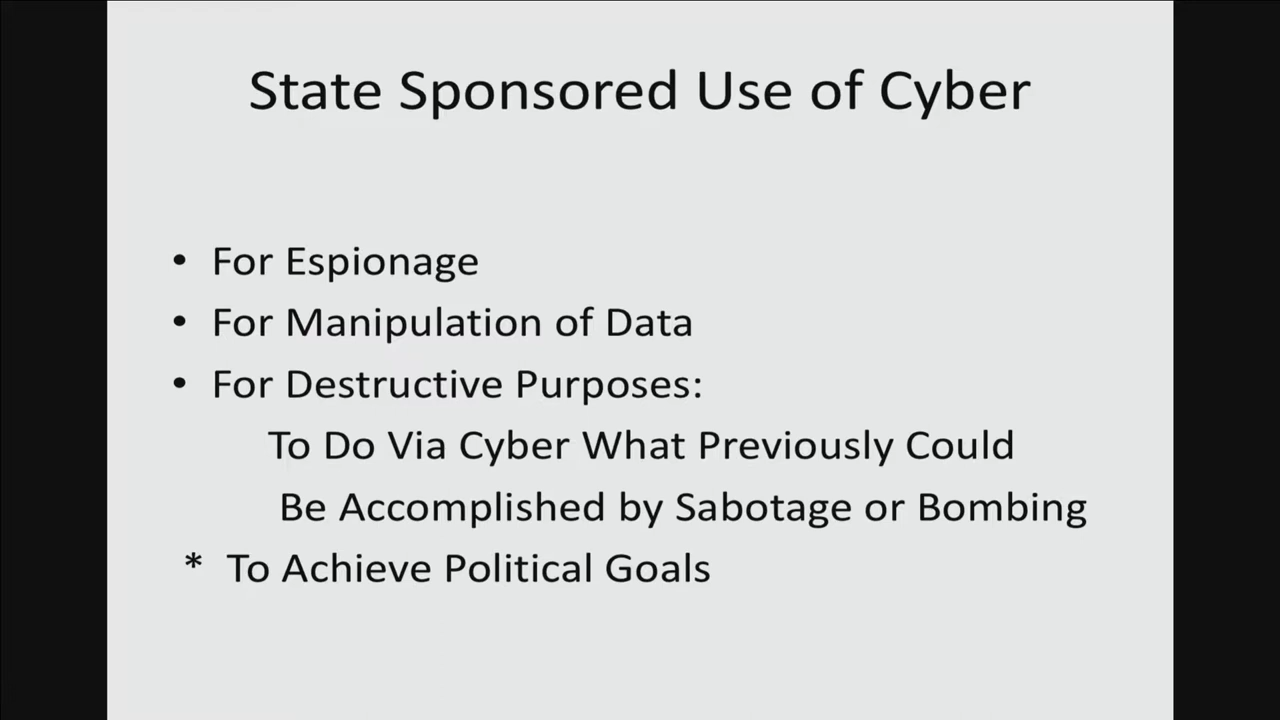 State Sponsored Use of Cyber
• For Espionage
• For Manipulation of Data
• For Destructive Purposes:
To Do Via Cyber What Previously Could
Be Accomplished by Sabotage or Bombing
* To Achieve Political Goals